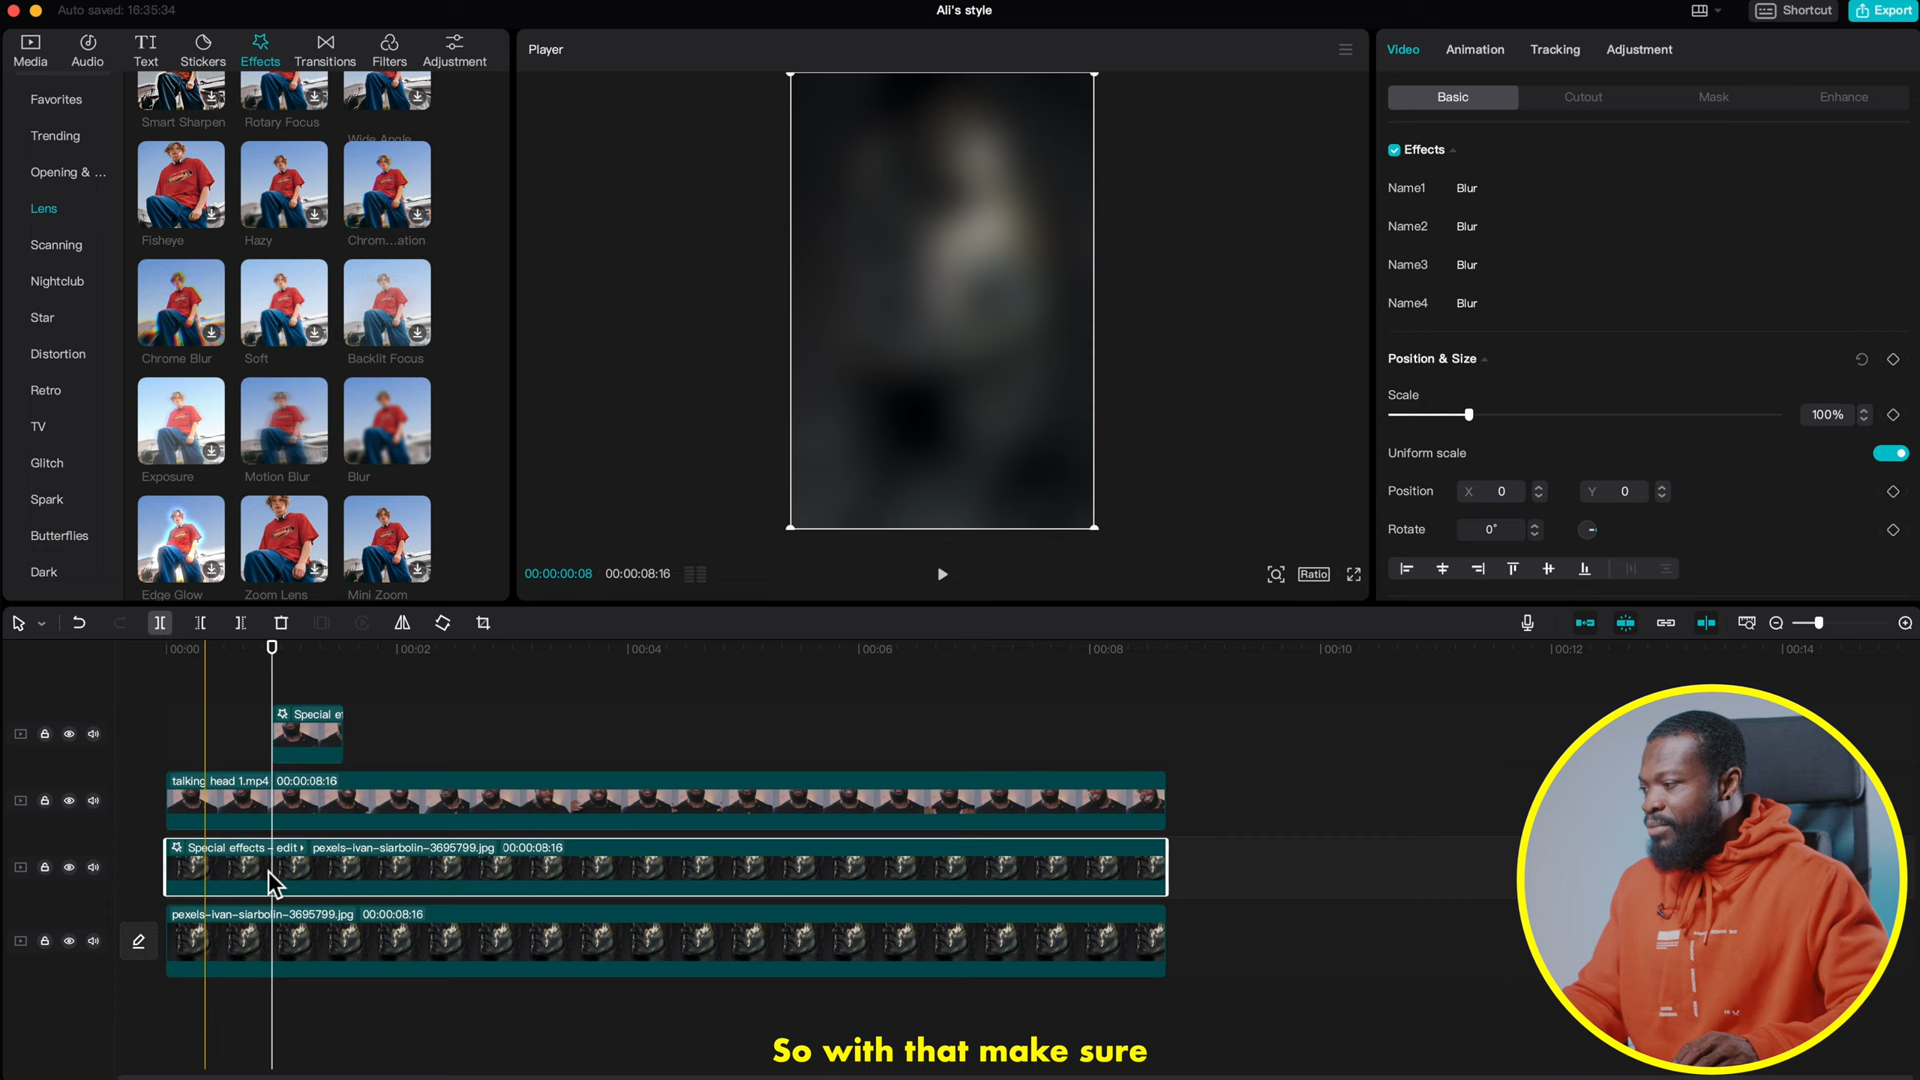 Auto saved: 16:35:34
Ali's style
Shortcut
Export
Media
Audio
Text
Stickers
Effects
Transitions
Filters
Adjustment
Favorites
Trending
Opening & ...
Lens
Scanning
Nightclub
Star
Distortion
Retro
TV
Glitch
Spark
Butterflies
Dark
Smart Sharpen
Rotary Focus
Wide Angle
Fisheye
Hazy
Chrom...ation
Chrome Blur
Soft
Backlit Focus
Exposure
Motion Blur
Blur
Edge Glow
Zoom Lens
Mini Zoom
Player
00:00:00:08
00:00:08:16
Ratio
Video
Animation
Tracking
Adjustment
Basic
Cutout
Mask
Enhance
Effects
Name1 Blur
Name2 Blur
Name3 Blur
Name4 Blur
Position & Size
Scale
100%
Uniform scale
Position X 0 Y 0
Rotate 0°
00:00
00:02
00:04
00:06
00:08
00:10
00:12
00:14
Special ef
talking head 1.mp4 00:00:08:16
Special effects - edit pexels-ivan-siarbolin-3695799.jpg 00:00:08:16
pexels-ivan-siarbolin-3695799.jpg 00:00:08:16
So with that make sure